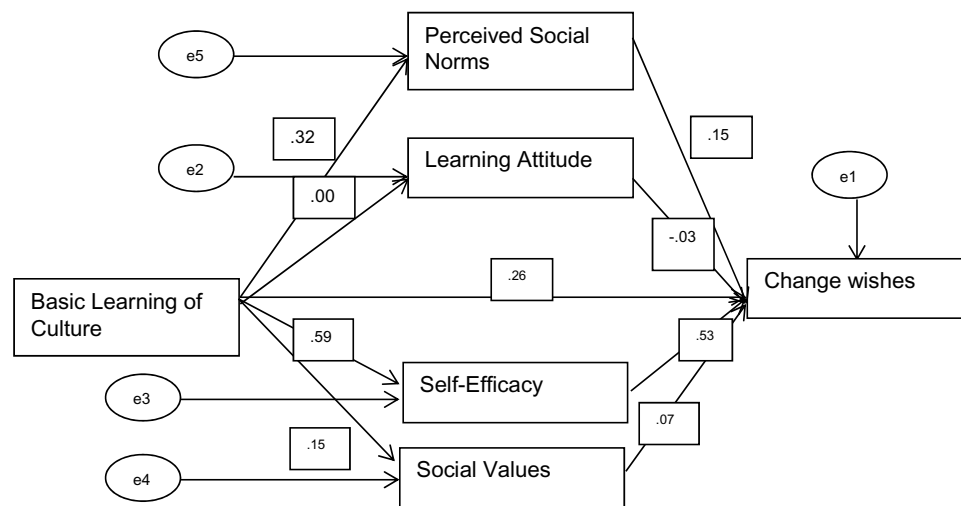 Perceived Social
Norms
e5
.32
.15
Learning Attitude
e2
.00
e1
-.03
.26
Change wishes
Basic Learning of
Culture
.59
.53
Self-Efficacy
e3
.07
.15
Social Values
e4